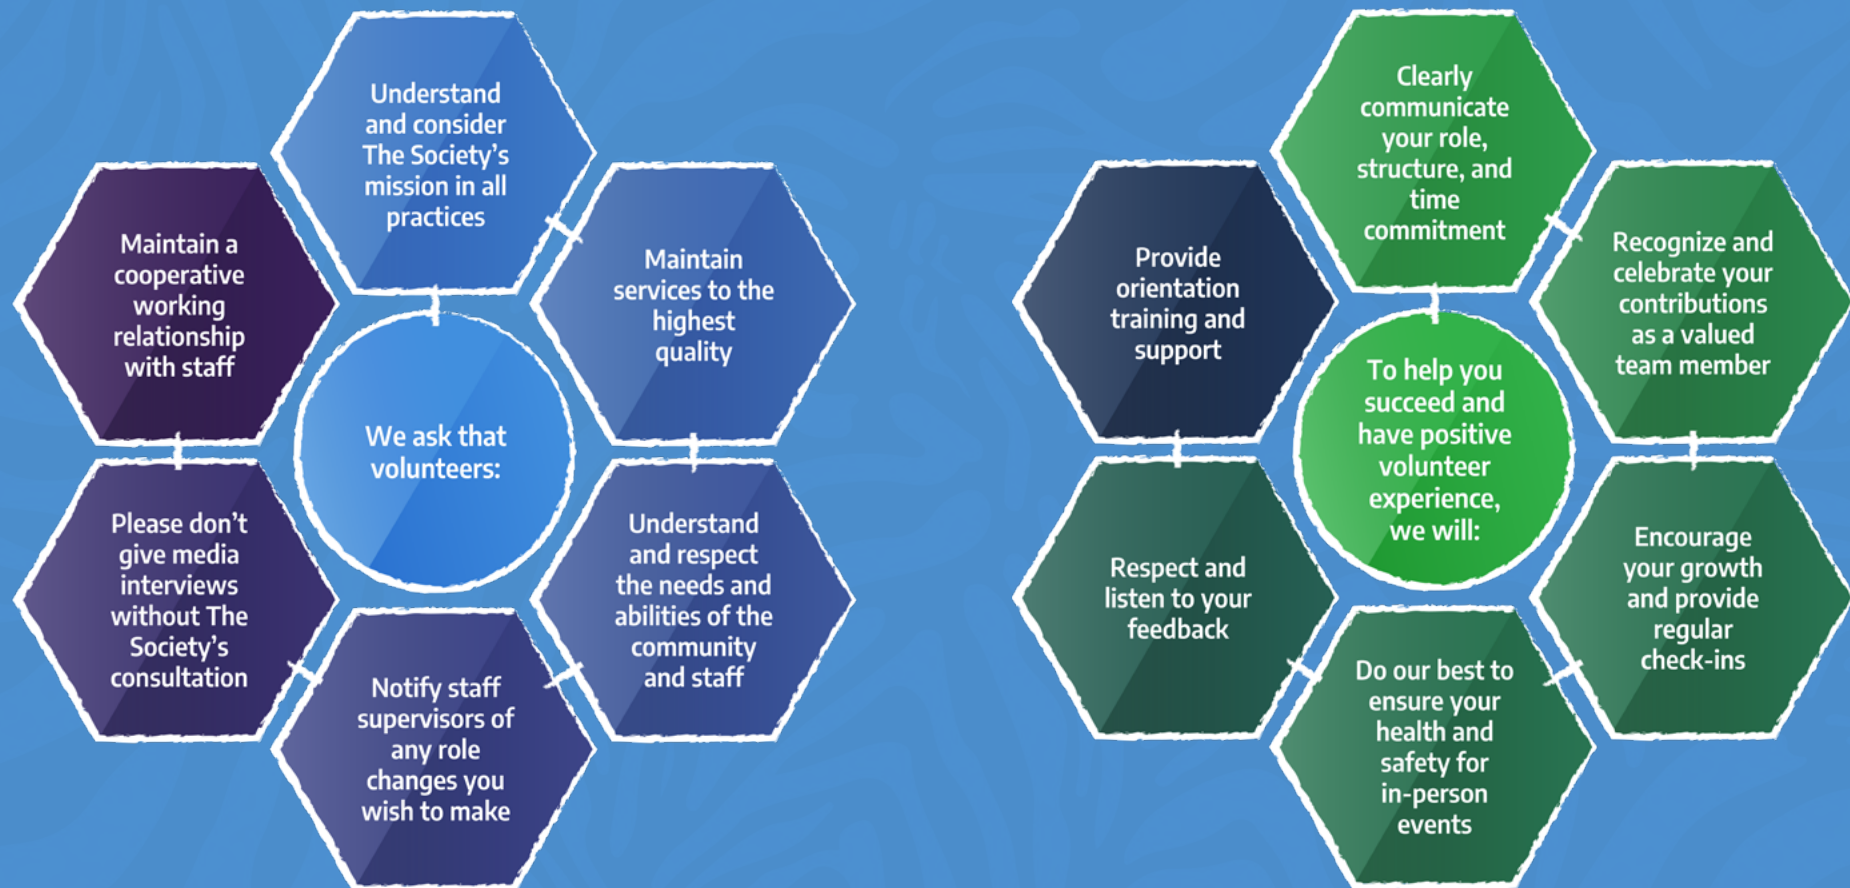 We ask that
volunteers:
Understand
and consider
The Society's
mission in all
practices
Maintain
services to the
highest
quality
Understand
and respect
the needs and
abilities of the
community
and staff
Notify staff
supervisors of
any role
changes you
wish to make
Please don't
give media
interviews
without The
Society's
consultation
Maintain a
cooperative
working
relationship
with staff
To help you
succeed and
have positive
volunteer
experience,
we will:
Clearly
communicate
your role,
structure, and
time
commitment
Recognize and
celebrate your
contributions
as a valued
team member
Encourage
your growth
and provide
regular
check-ins
Do our best to
ensure your
health and
safety for
in-person
events
Respect and
listen to your
feedback
Provide
orientation
training and
support